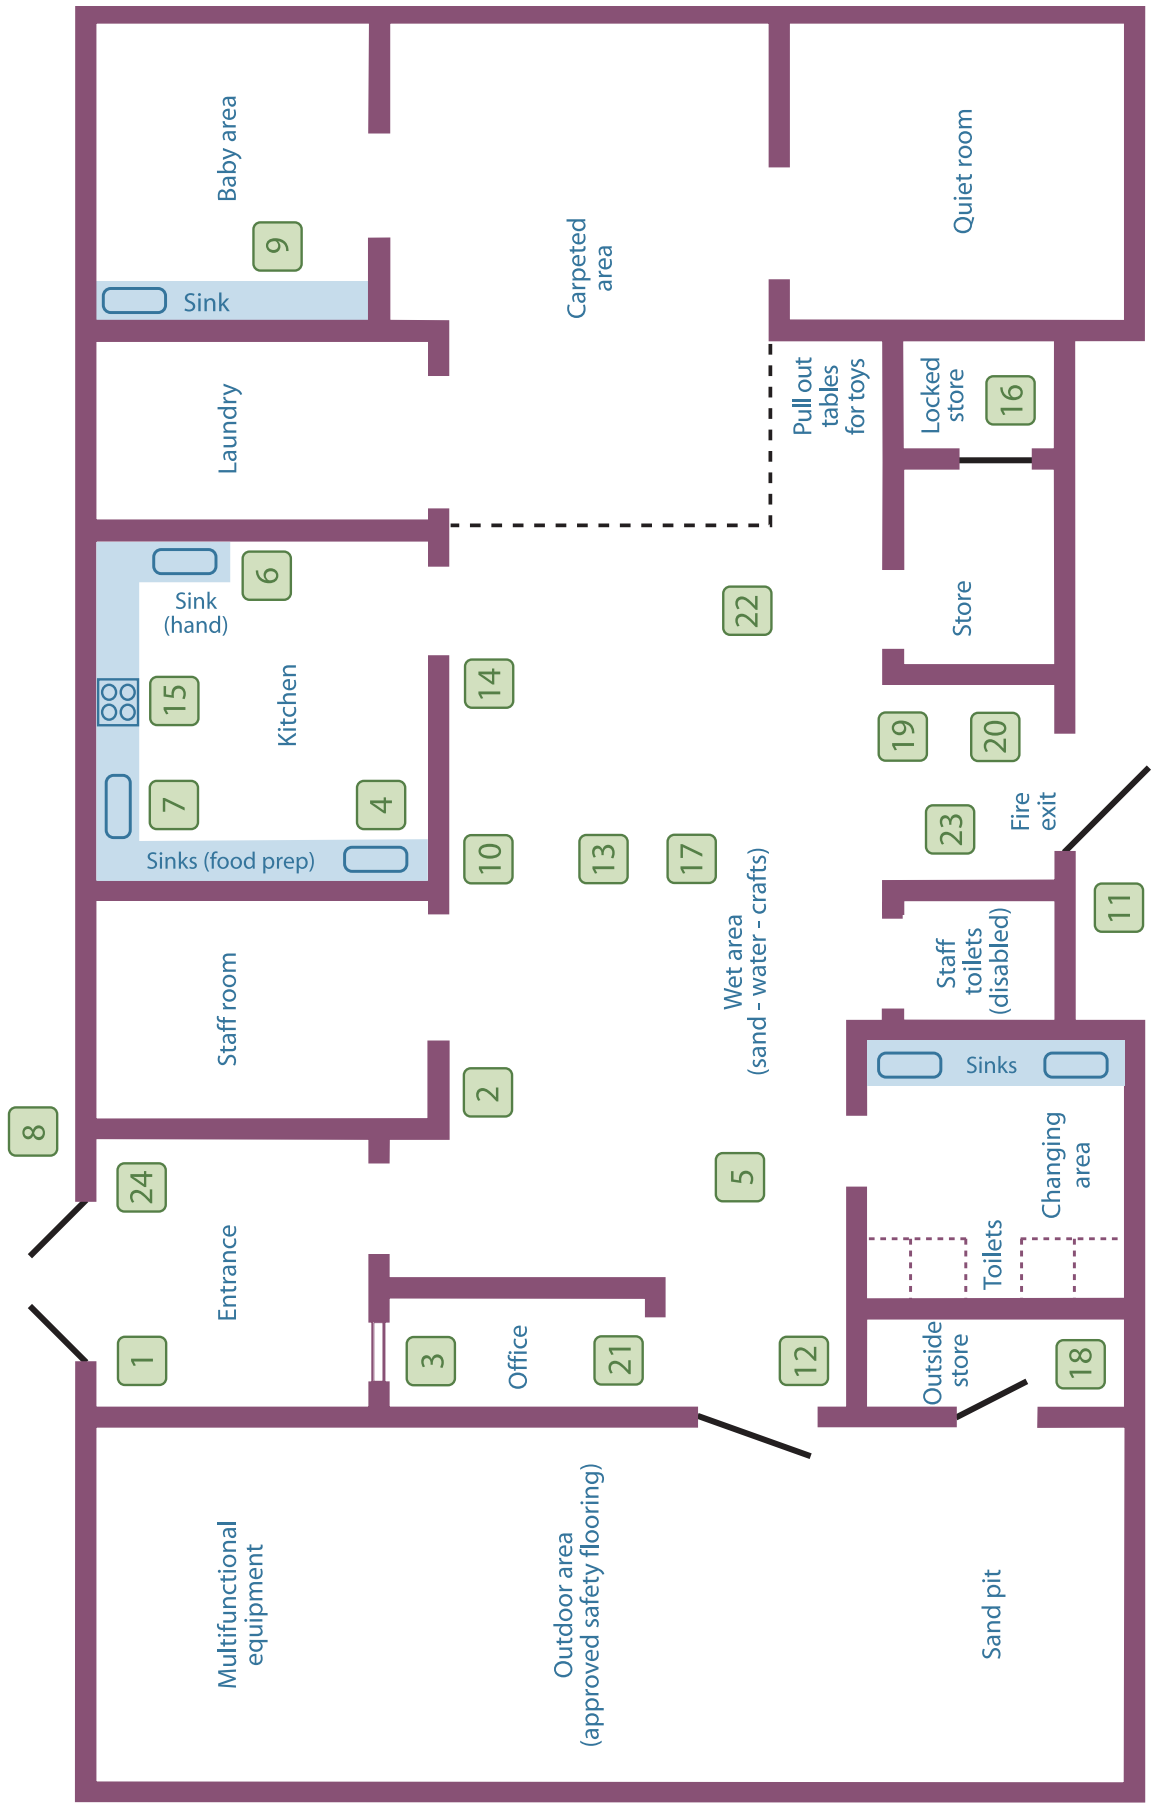 8
Multifunctional
equipment
Outdoor area
(approved safety flooring)
Sand pit
1
24
Entrance
3
Office
21
12
Outside
store
18
Staff room
2
5
Toilets
Changing
area
Sinks
Sinks (food prep)
7
15
4
Kitchen
6
Sink
(hand)
10
14
13
17
22
Wet area
(sand - water - crafts)
Staff
toilets
(disabled)
11
19
23
20
Fire
exit
Laundry
Store
Pull out
tables
for toys
Locked
store
16
Sink
9
Baby area
Carpeted
area
Quiet room